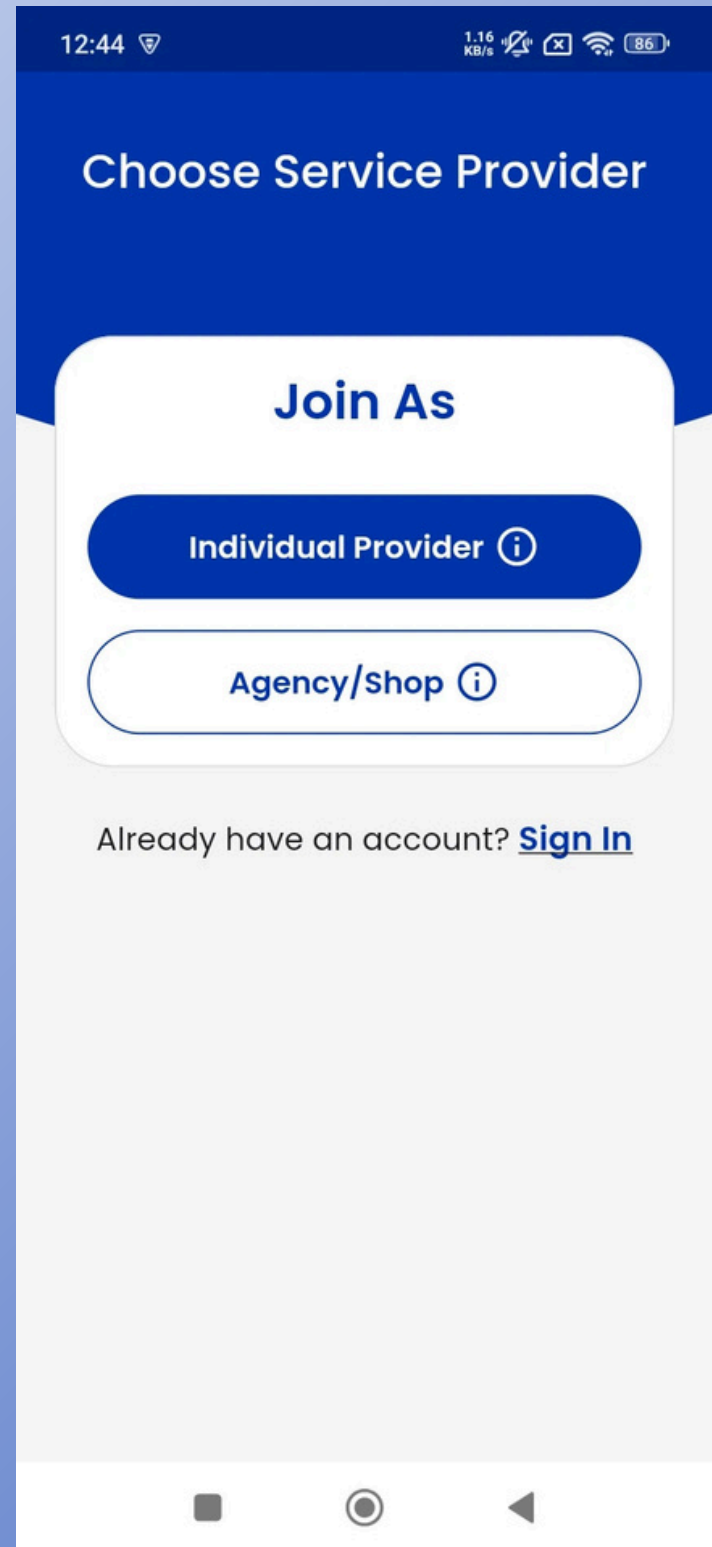 12:44
1.16
KB/s
86
Choose Service Provider
Join As
Individual Provider
Agency/Shop
Already have an account? Sign In